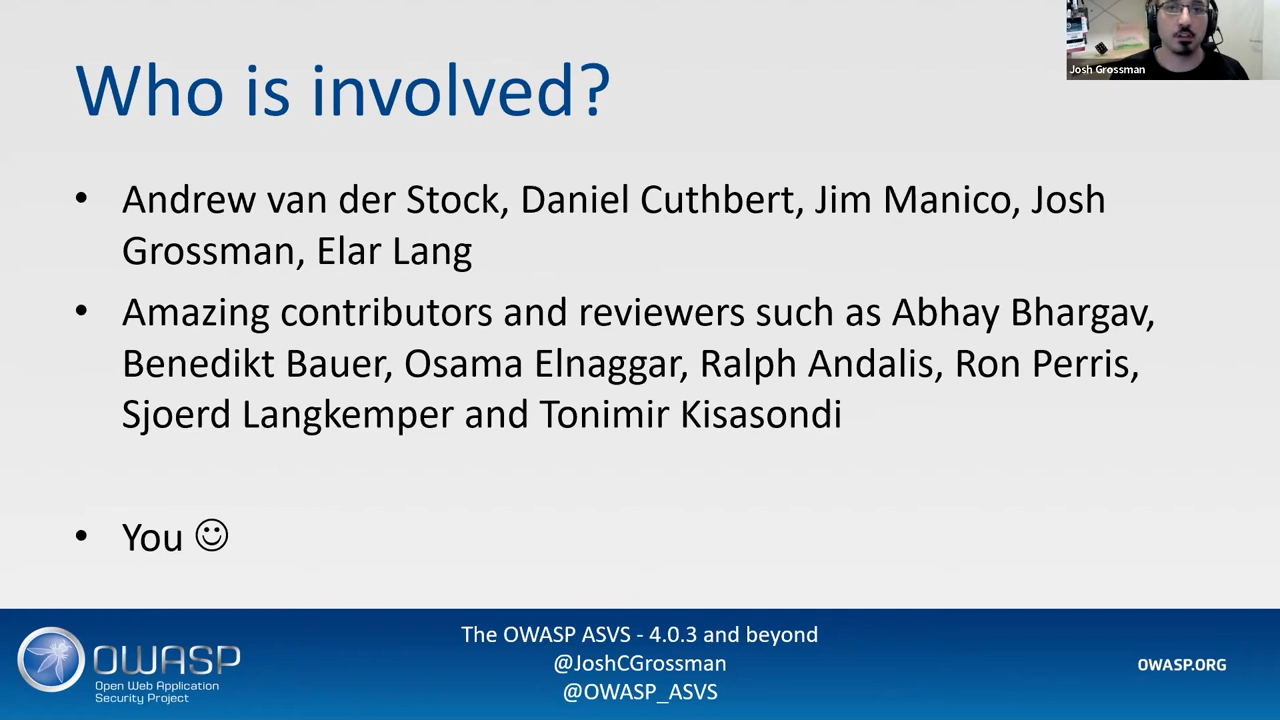 Josh Grossman
Who is involved?
• Andrew van der Stock, Daniel Cuthbert, Jim Manico, Josh
Grossman, Elar Lang
• Amazing contributors and reviewers such as Abhay Bhargav,
Benedikt Bauer, Osama Elnaggar, Ralph Andalis, Ron Perris,
Sjoerd Langkemper and Tonimir Kisasondi
• You ☺
OWASP
Open Web Application
Security Project
The OWASP ASVS - 4.0.3 and beyond
@JoshCGrossman
@OWASP_ASVS
OWASP.ORG